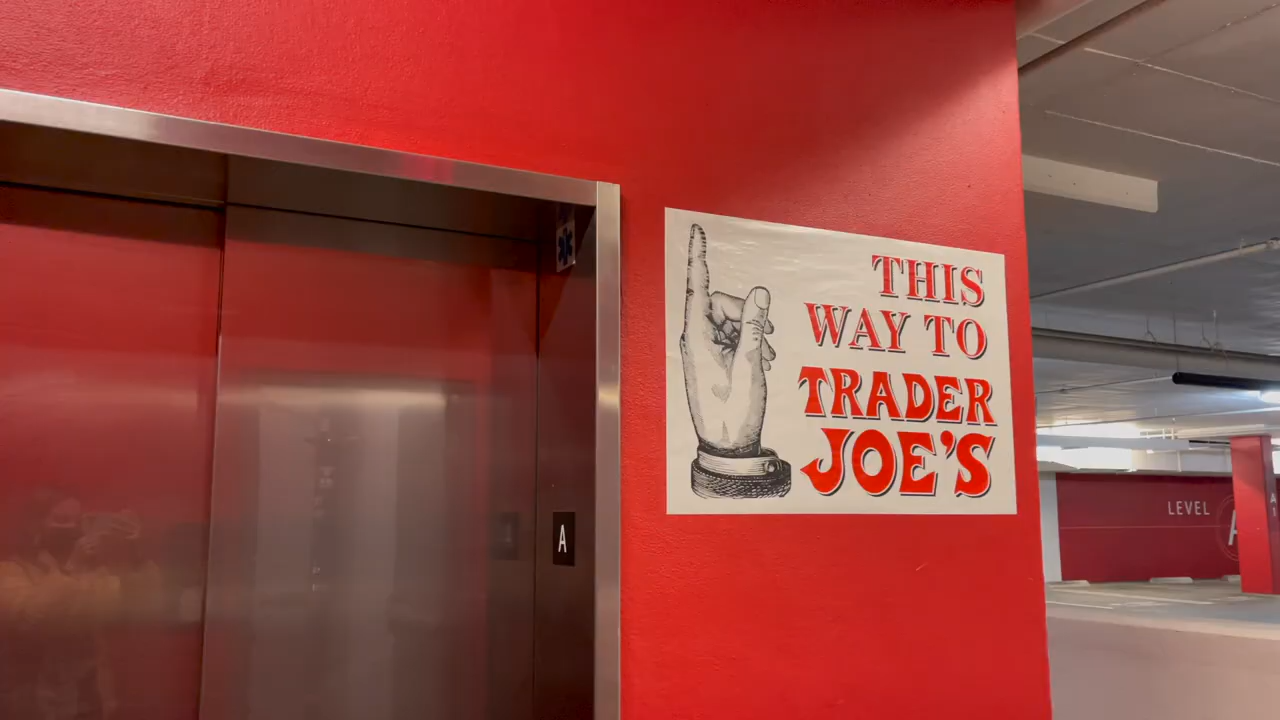 THIS
WAY TO
TRADER
JOE'S
A
LEVEL
A